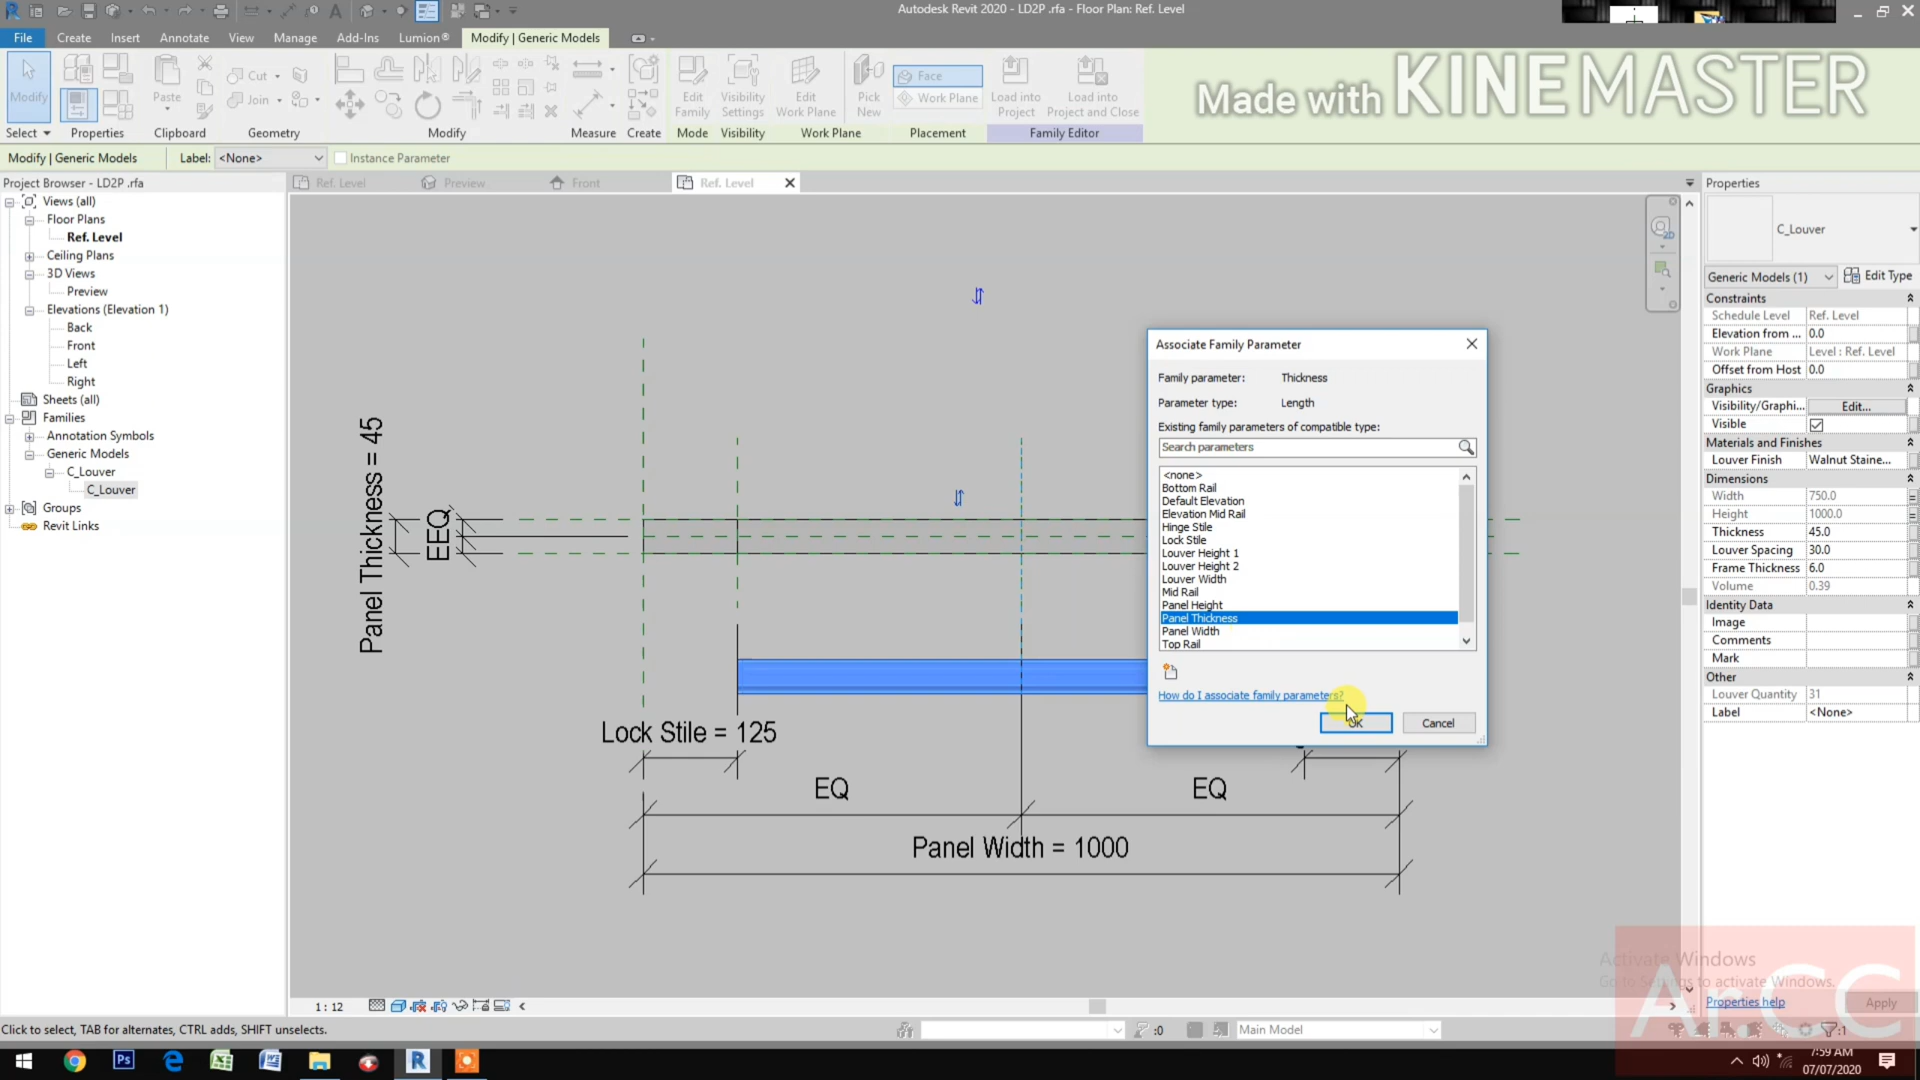 Autodesk Revit 2020 - LD2P .rfa - Floor Plan: Ref. Level
File Create Insert Annotate View Manage Add-Ins Lumion® Modify | Generic Models
Made with KINEMASTER
Modify Paste Cut Join Edit Family Visibility Settings Edit Work Plane Pick New Face Work Plane Load into Project Load into Project and Close
Select Properties Clipboard Geometry Modify Measure Create Mode Visibility Work Plane Placement Family Editor
Modify | Generic Models Label: <None> Instance Parameter
Project Browser - LD2P .rfa
Views (all)
Floor Plans
Ref. Level
Ceiling Plans
3D Views
Preview
Elevations (Elevation 1)
Back
Front
Left
Right
Sheets (all)
Families
Annotation Symbols
Generic Models
C_Louver
C_Louver
Groups
Revit Links
Ref. Level Preview Front Ref. Level
Panel Thickness = 45
EEQ
Lock Stile = 125
EQ
EQ
Panel Width = 1000
2D
Associate Family Parameter
Family parameter: Thickness
Parameter type: Length
Existing family parameters of compatible type:
Search parameters
<none>
Bottom Rail
Default Elevation
Elevation Mid Rail
Hinge Stile
Lock Stile
Louver Height 1
Louver Height 2
Louver Width
Mid Rail
Panel Height
Panel Thickness
Panel Width
Top Rail
How do I associate family parameters?
OK Cancel
Properties
C_Louver
Generic Models (1) Edit Type
Constraints
Schedule Level Ref. Level
Elevation from ... 0.0
Work Plane Level : Ref. Level
Offset from Host 0.0
Graphics
Visibility/Graphi... Edit...
Visible
Materials and Finishes
Louver Finish Walnut Staine...
Dimensions
Width 750.0
Height 1000.0
Thickness 45.0
Louver Spacing 30.0
Frame Thickness 6.0
Volume 0.39
Identity Data
Image
Comments
Mark
Other
Louver Quantity 31
Label <None>
Activate Windows
Go to Settings to activate Windows.
Properties help Apply
ArCC
1 : 12
Click to select, TAB for alternates, CTRL adds, SHIFT unselects.
:0 Main Model :1
7:59 AM
07/07/2020